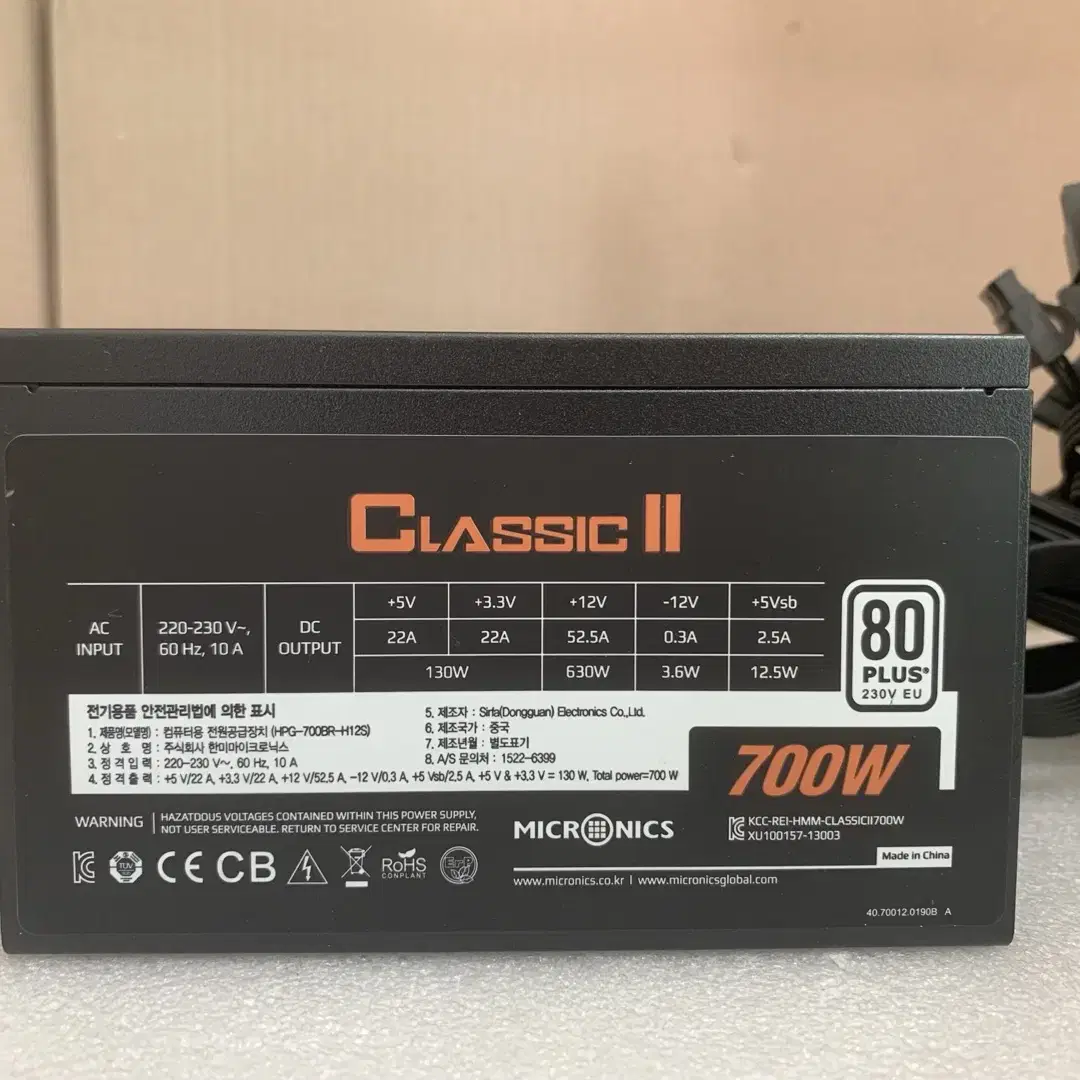 CLASSIC II
AC INPUT
220-230 V~, 60 Hz, 10 A
DC OUTPUT
+5V +3.3V +12V -12V +5Vsb
22A 22A 52.5A 0.3A 2.5A
130W 630W 3.6W 12.5W
80 PLUS®
230V EU
전기용품 안전관리법에 의한 표시
1. 제품명(모델명) : 컴퓨터용 전원공급장치 (HPG-700BR-H12S)
2. 상 호 명 : 주식회사 한미마이크로닉스
3. 정 격 입 력 : 220-230 V~, 60 Hz, 10 A
4. 정 격 출 력 : +5 V/22 A, +3.3 V/22 A, +12 V/52.5 A, -12 V/0.3 A, +5 Vsb/2.5 A, +5 V & +3.3 V = 130 W, Total power=700 W
5. 제조자 : Sirfa(Dongguan) Electronics Co.,Ltd.
6. 제조국가 : 중국
7. 제조년월 : 별도표기
8. A/S 문의처 : 1522-6399
700W
WARNING
HAZATDOUS VOLTAGES CONTAINED WITHIN THIS POWER SUPPLY,
NOT USER SERVICEABLE. RETURN TO SERVICE CENTER FOR REPAIR.
MICRONICS
KCC-REI-HMM-CLASSICII700W
XU100157-13003
TUV CE CB RoHS
CONPLANT
ErP
Made in China
www.micronics.co.kr | www.micronicsglobal.com
40.70012.0190B A